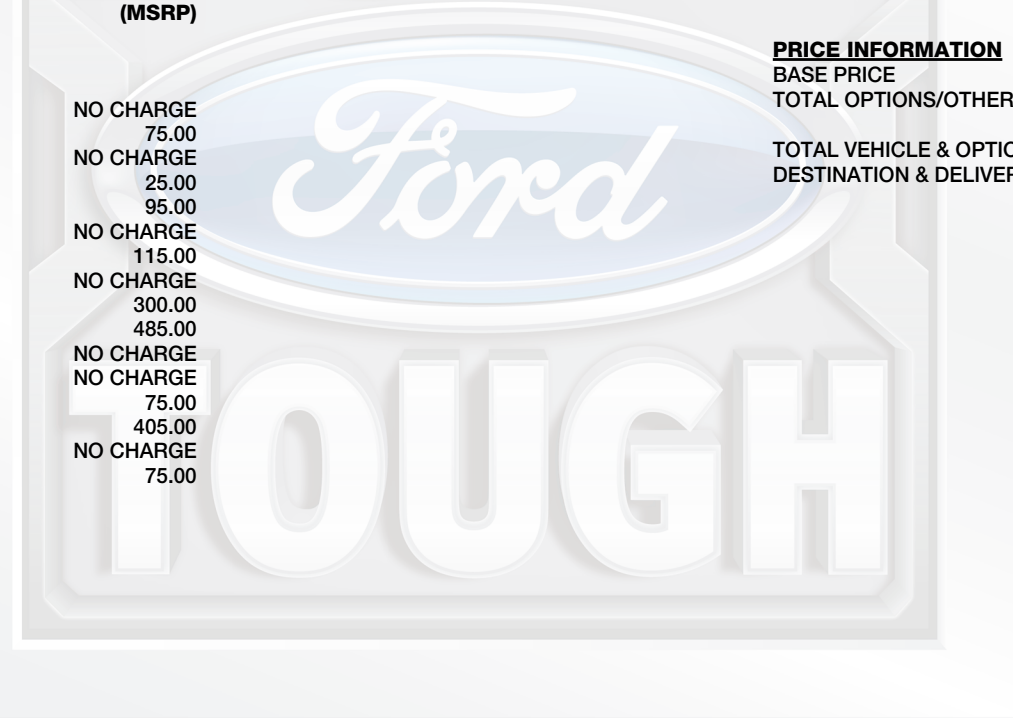 (MSRP)
NO CHARGE
75.00
NO CHARGE
25.00
95.00
NO CHARGE
115.00
NO CHARGE
300.00
485.00
NO CHARGE
NO CHARGE
75.00
405.00
NO CHARGE
75.00
PRICE INFORMATION
BASE PRICE
TOTAL OPTIONS/OTHER
TOTAL VEHICLE & OPTIO
DESTINATION & DELIVER
Ford
TOUGH